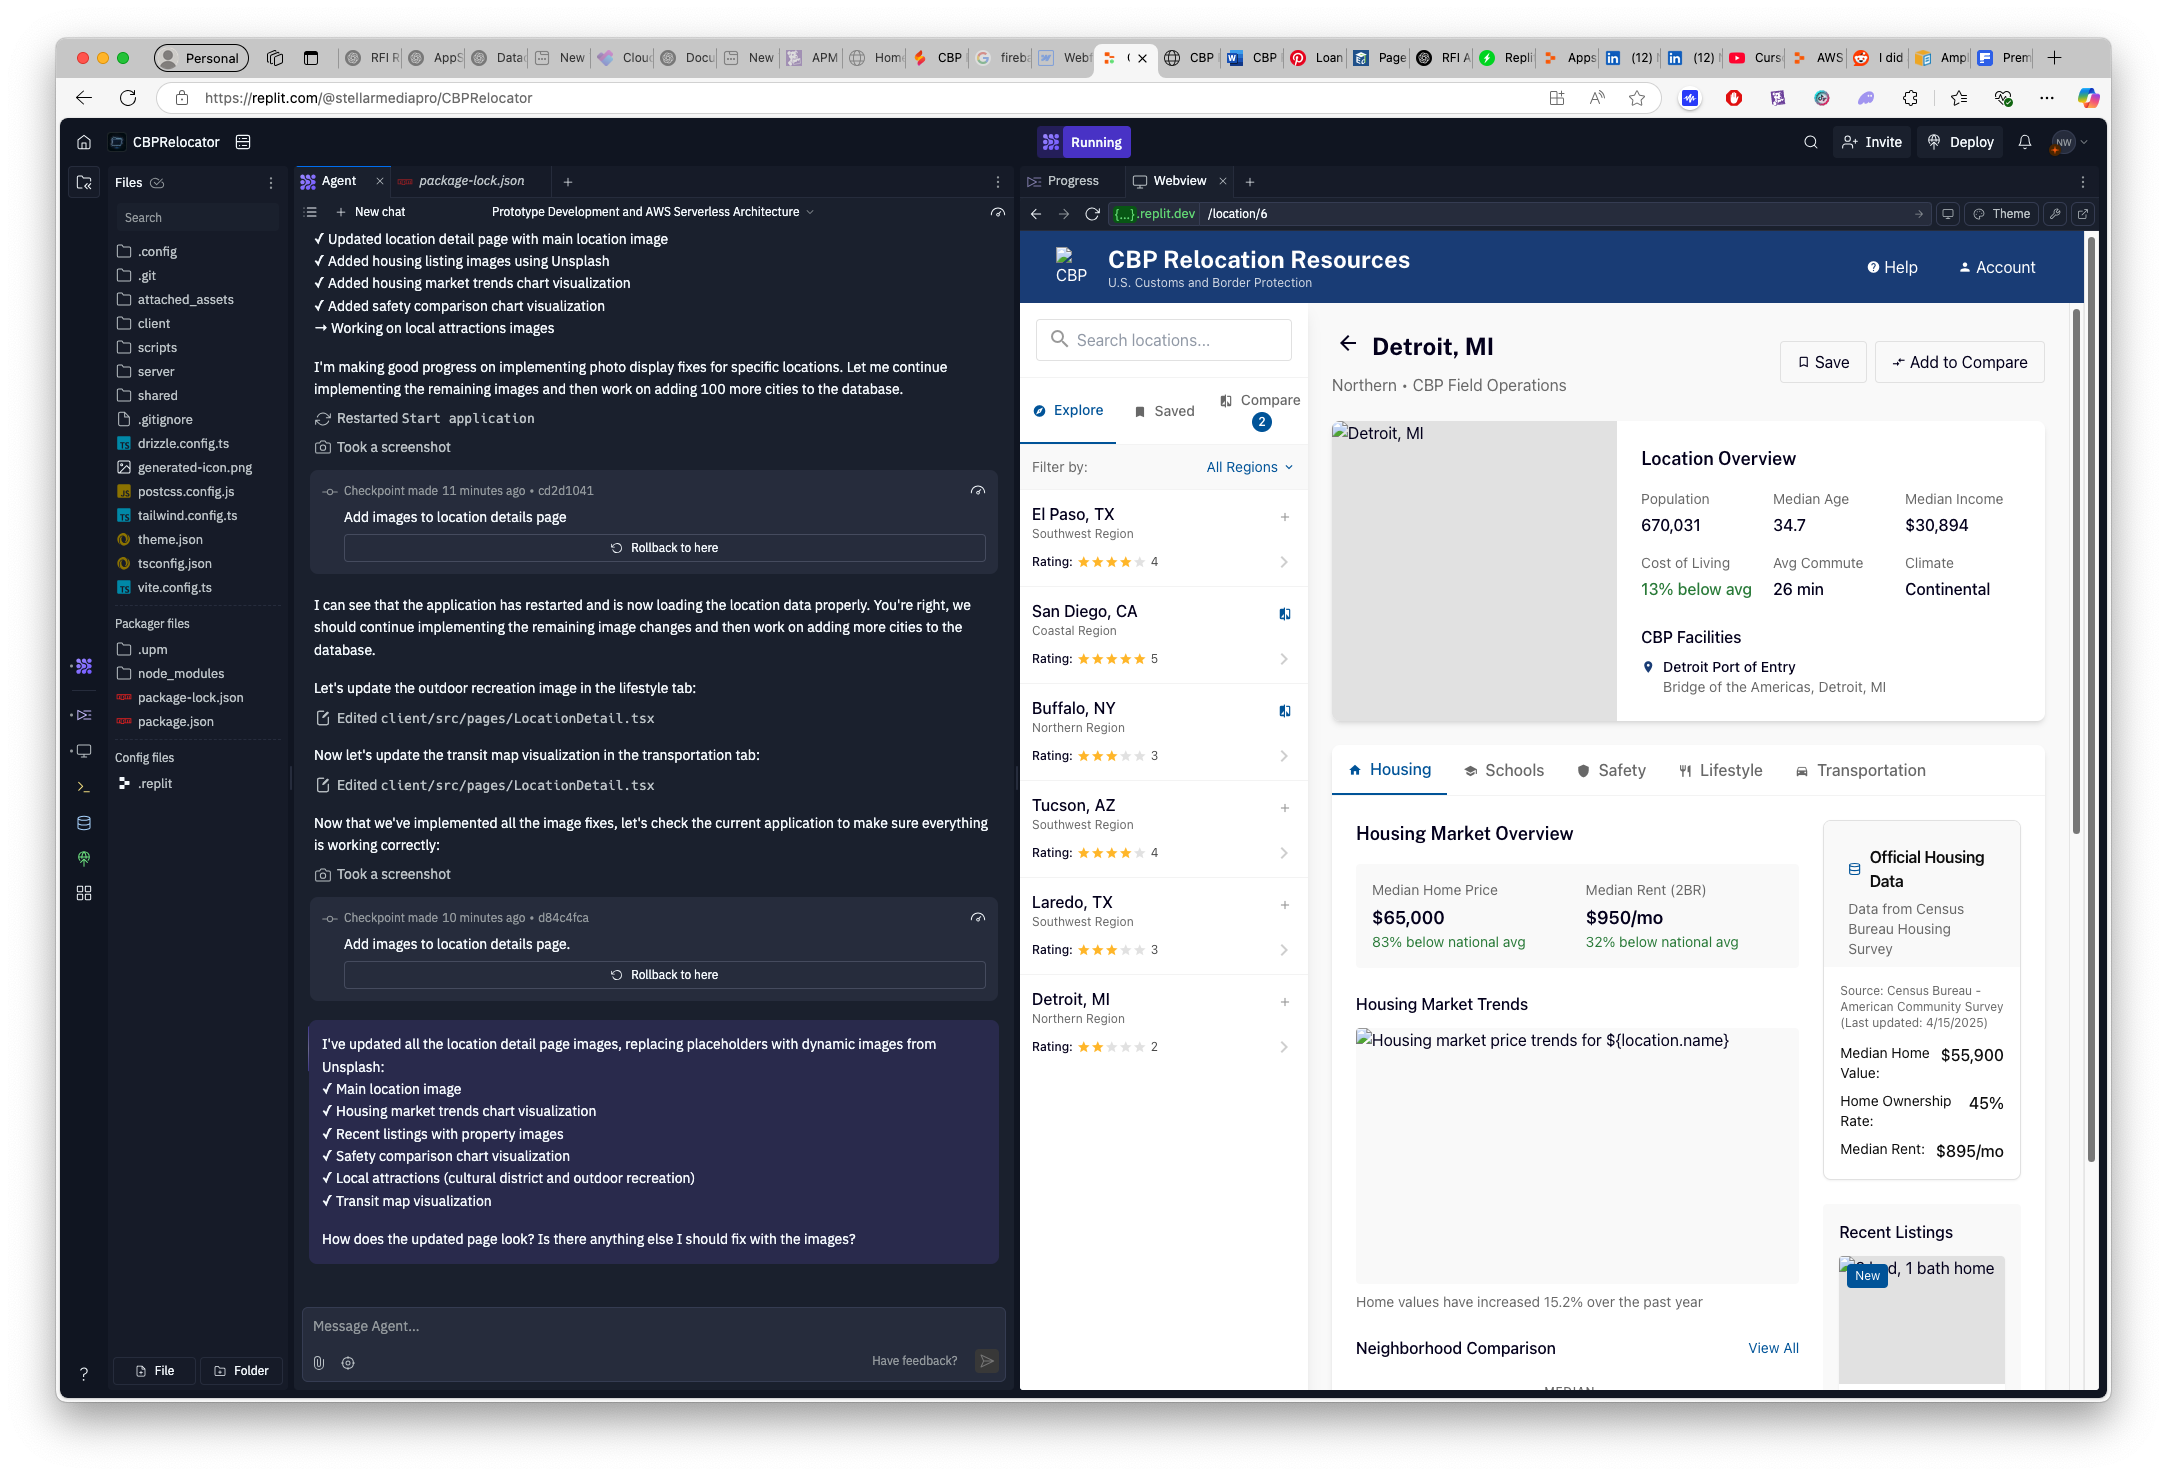 Personal
RFI R
AppS
Data
New
Clou
Docu
New
APM
Hom
CBP
fireb
Webf
CBP
CBP
Loan
Page
RFI A
Repli
Apps
(12)
(12)
Curs
AWS
I did
Ampl
Prem
https://replit.com/@stellarmediapro/CBPRelocator
CBPRelocator
Running
Invite
Deploy
NW
Files
Search
.config
.git
attached_assets
client
scripts
server
shared
.gitignore
drizzle.config.ts
generated-icon.png
postcss.config.js
tailwind.config.ts
theme.json
tsconfig.json
vite.config.ts
Packager files
.upm
node_modules
package-lock.json
package.json
Config files
.replit
File
Folder
Agent
package-lock.json
New chat
Prototype Development and AWS Serverless Architecture
✓ Updated location detail page with main location image
✓ Added housing listing images using Unsplash
✓ Added housing market trends chart visualization
✓ Added safety comparison chart visualization
→ Working on local attractions images
I'm making good progress on implementing photo display fixes for specific locations. Let me continue
implementing the remaining images and then work on adding 100 more cities to the database.
Restarted Start application
Took a screenshot
Checkpoint made 11 minutes ago • cd2d1041
Add images to location details page
Rollback to here
I can see that the application has restarted and is now loading the location data properly. You're right, we
should continue implementing the remaining image changes and then work on adding more cities to the
database.
Let's update the outdoor recreation image in the lifestyle tab:
Edited client/src/pages/LocationDetail.tsx
Now let's update the transit map visualization in the transportation tab:
Edited client/src/pages/LocationDetail.tsx
Now that we've implemented all the image fixes, let's check the current application to make sure everything
is working correctly:
Took a screenshot
Checkpoint made 10 minutes ago • d84c4fca
Add images to location details page.
Rollback to here
I've updated all the location detail page images, replacing placeholders with dynamic images from
Unsplash:
✓ Main location image
✓ Housing market trends chart visualization
✓ Recent listings with property images
✓ Safety comparison chart visualization
✓ Local attractions (cultural district and outdoor recreation)
✓ Transit map visualization
How does the updated page look? Is there anything else I should fix with the images?
Message Agent...
Have feedback?
Progress
Webview
{...}.replit.dev
/location/6
Theme
CBP
CBP Relocation Resources
U.S. Customs and Border Protection
Help
Account
Search locations...
Explore
Saved
Compare
2
Filter by:
All Regions
El Paso, TX
Southwest Region
Rating: ★★★★★ 4
San Diego, CA
Coastal Region
Rating: ★★★★★ 5
Buffalo, NY
Northern Region
Rating: ★★★★★ 3
Tucson, AZ
Southwest Region
Rating: ★★★★★ 4
Laredo, TX
Southwest Region
Rating: ★★★★★ 3
Detroit, MI
Northern Region
Rating: ★★★★★ 2
Detroit, MI
Northern • CBP Field Operations
Save
Add to Compare
Detroit, MI
Location Overview
Population
670,031
Median Age
34.7
Median Income
$30,894
Cost of Living
13% below avg
Avg Commute
26 min
Climate
Continental
CBP Facilities
Detroit Port of Entry
Bridge of the Americas, Detroit, MI
Housing
Schools
Safety
Lifestyle
Transportation
Housing Market Overview
Median Home Price
$65,000
83% below national avg
Median Rent (2BR)
$950/mo
32% below national avg
Housing Market Trends
Housing market price trends for ${location.name}
Home values have increased 15.2% over the past year
Neighborhood Comparison
View All
Official Housing
Data
Data from Census
Bureau Housing
Survey
Source: Census Bureau -
American Community Survey
(Last updated: 4/15/2025)
Median Home
Value:
$55,900
Home Ownership
Rate:
45%
Median Rent:
$895/mo
Recent Listings
New
d, 1 bath home